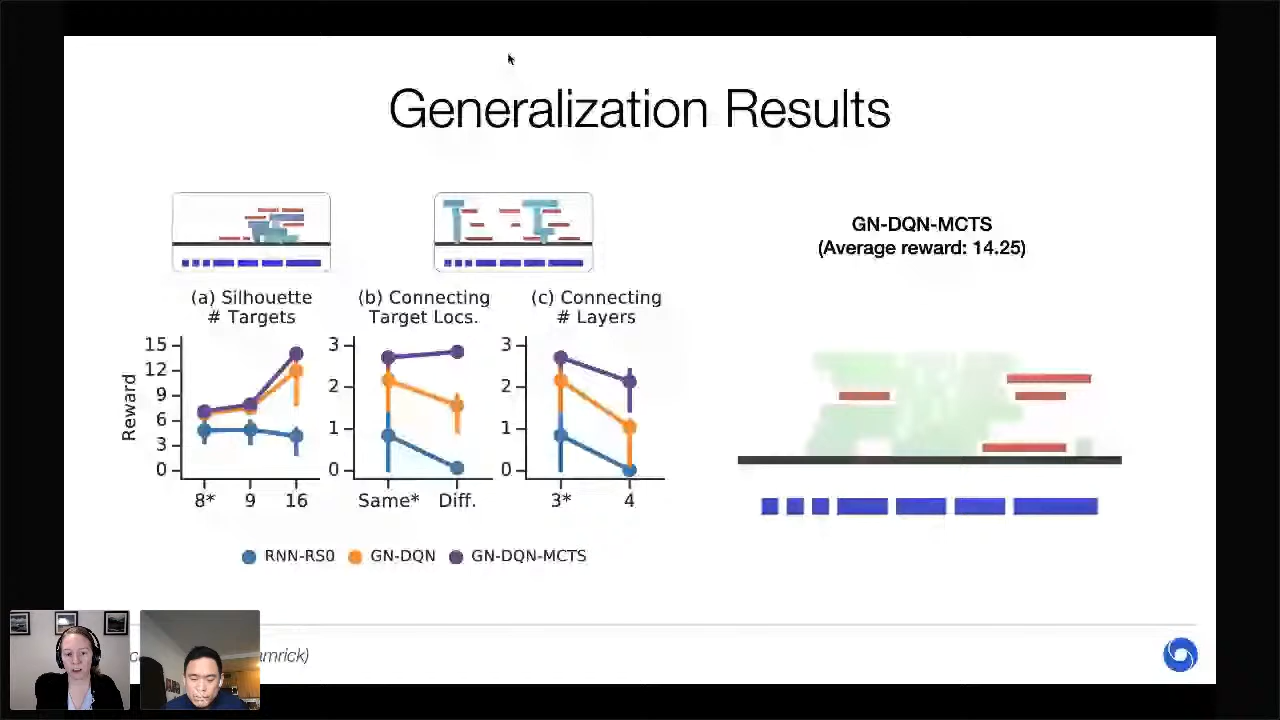 Generalization Results
GN-DQN-MCTS
(Average reward: 14.25)
(a) Silhouette
# Targets
(b) Connecting
Target Locs.
(c) Connecting
# Layers
Reward
15
12
9
6
3
0
8*
9
16
3
2
1
0
Same*
Diff.
3
2
1
0
3*
4
RNN-RS0
GN-DQN
GN-DQN-MCTS
amrick)